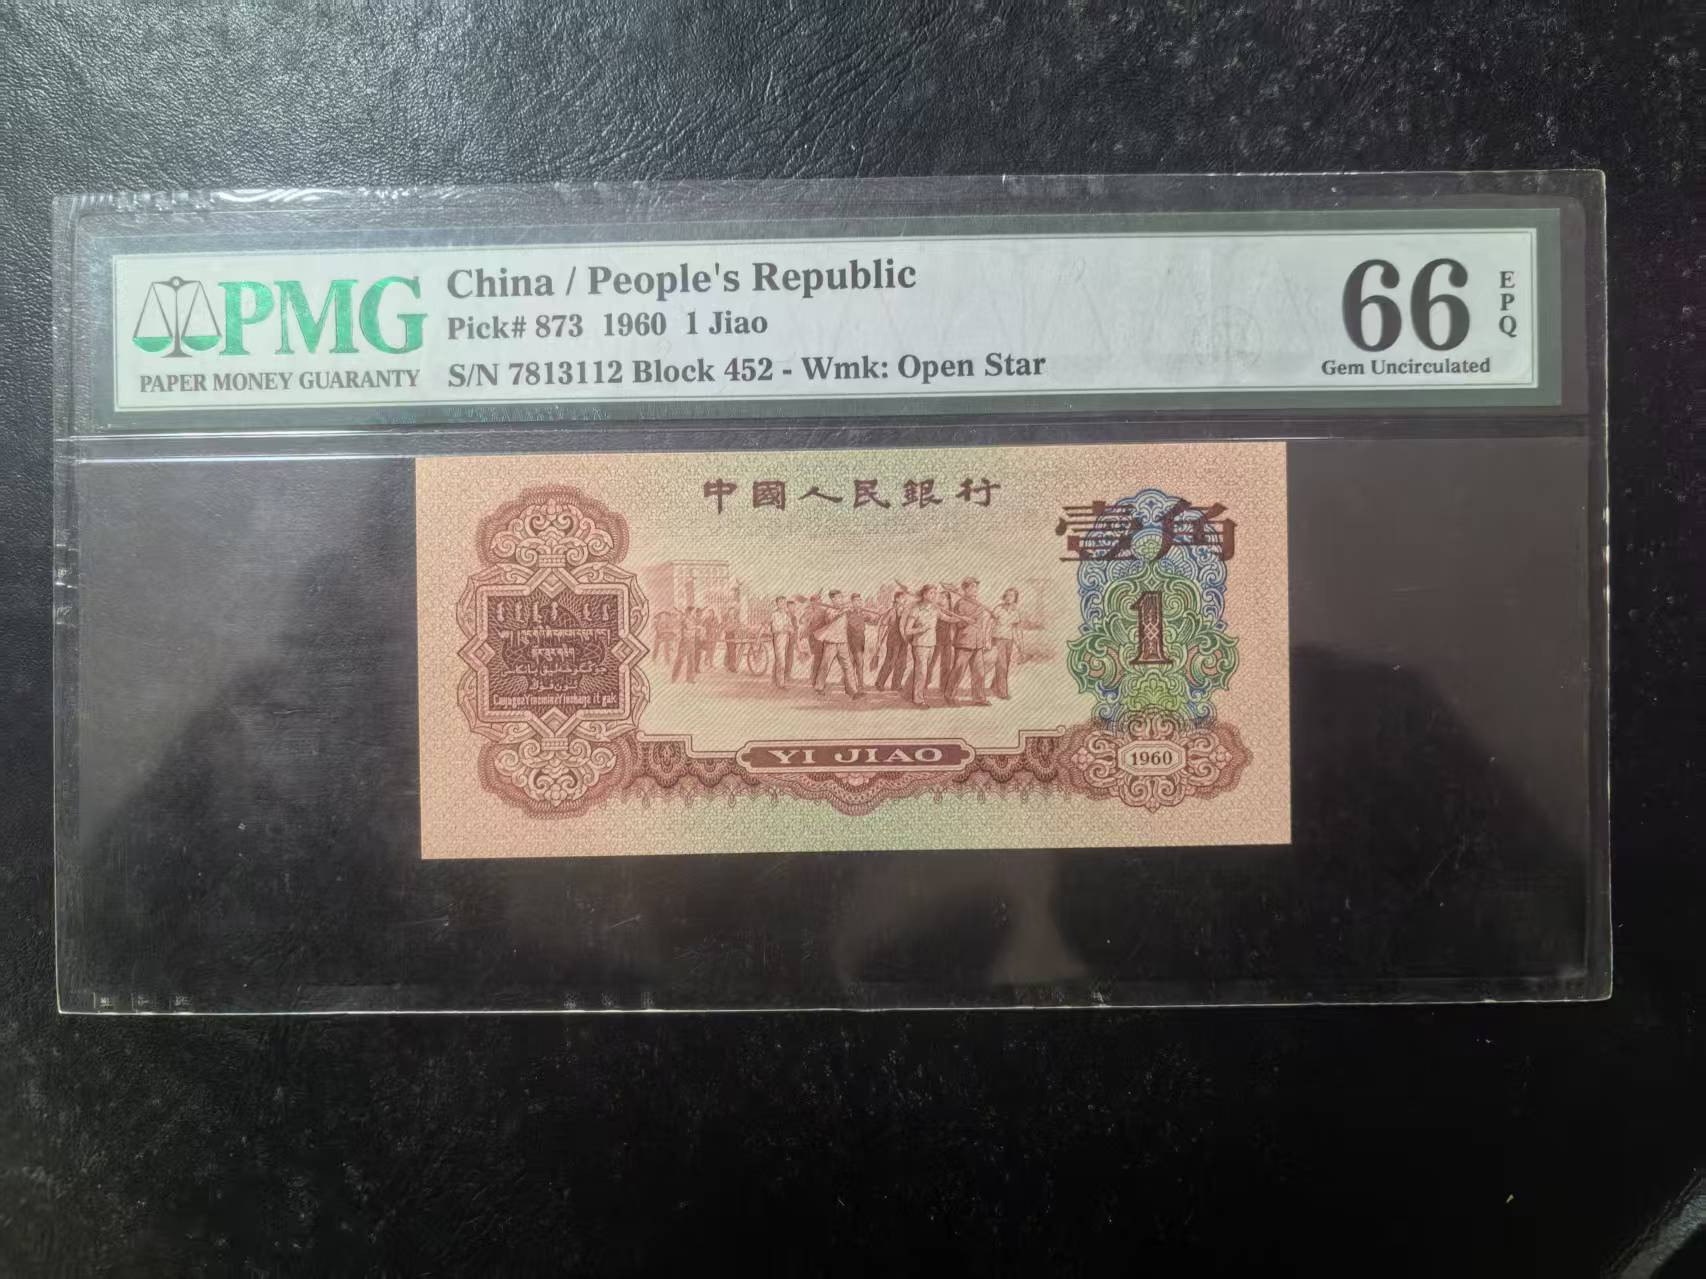 PMG
PAPER MONEY GUARANTY
China / People's Republic
Pick# 873 1960 1 Jiao
S/N 7813112 Block 452 - Wmk: Open Star
66
EPQ
Gem Uncirculated
中國人民銀行
壹角
1
YI JIAO
1960